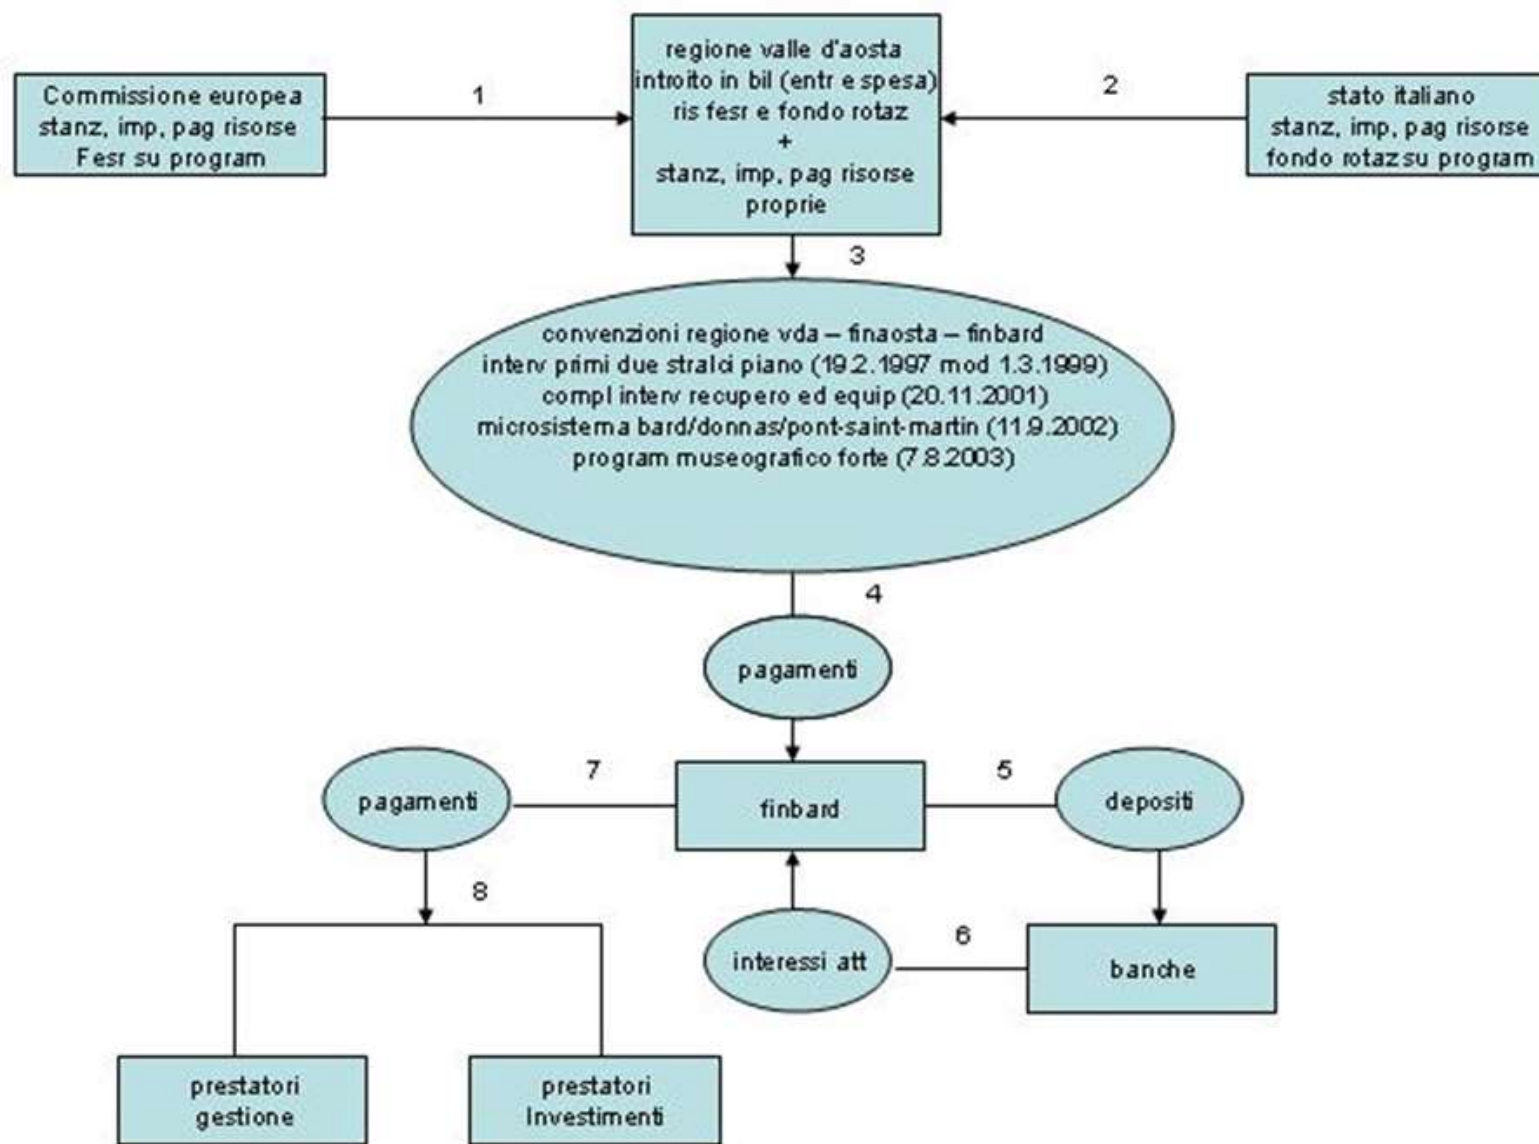 regione valle d'aosta
introito in bil (entr e spesa)
ris fesr e fondo rotaz
+
stanz, imp, pag risorse
proprie
Commissione europea
stanz, imp, pag risorse
Fesr su program
1
2
stato italiano
stanz, imp, pag risorse
fondo rotaz su program
3
convenzioni regione vda – finaosta – finbard
interv primi due stralci piano (19.2.1997 mod 1.3.1999)
compl interv recupero ed equip (20.11.2001)
microsistema bard/donnas/pont-saint-martin (11.9.2002)
program museografico forte (7.8.2003)
4
pagamenti
7
5
pagamenti
finbard
depositi
8
6
interessi att
banche
prestatori
gestione
prestatori
Investimenti